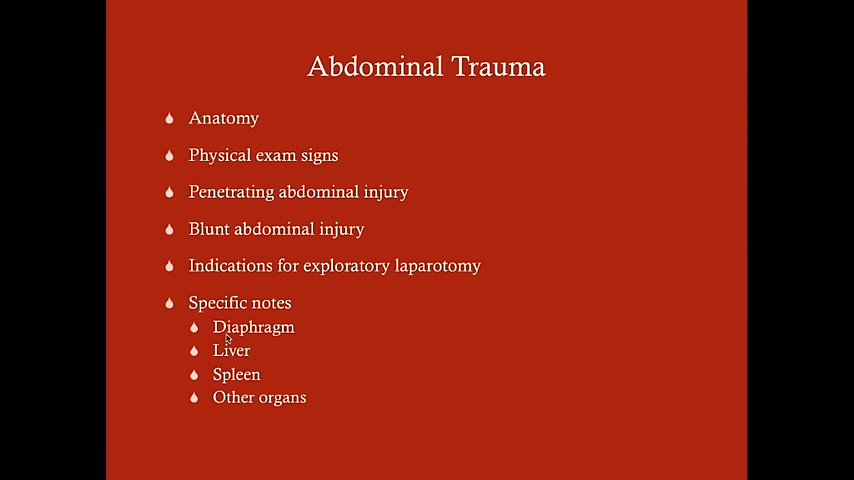 Abdominal Trauma
Anatomy
Physical exam signs
Penetrating abdominal injury
Blunt abdominal injury
Indications for exploratory laparotomy
Specific notes
Diaphragm
Liver
Spleen
Other organs